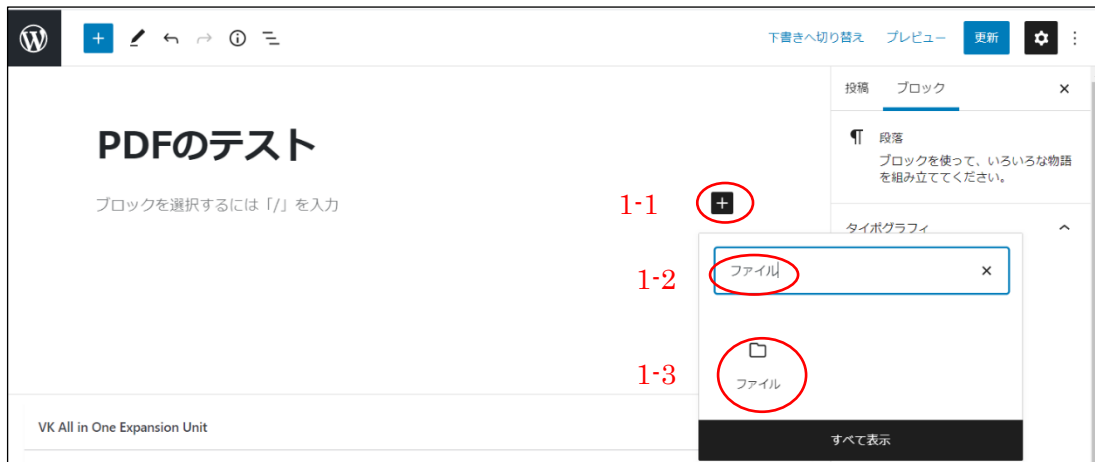 下書きへ切り替え プレビュー 更新
投稿 ブロック
PDFのテスト
段落
ブロックを使って、いろいろな物語
を組み立ててください。
ブロックを選択するには「/」を入力
1-1
タイポグラフィ
1-2
ファイル
1-3
ファイル
VK All in One Expansion Unit
すべて表示